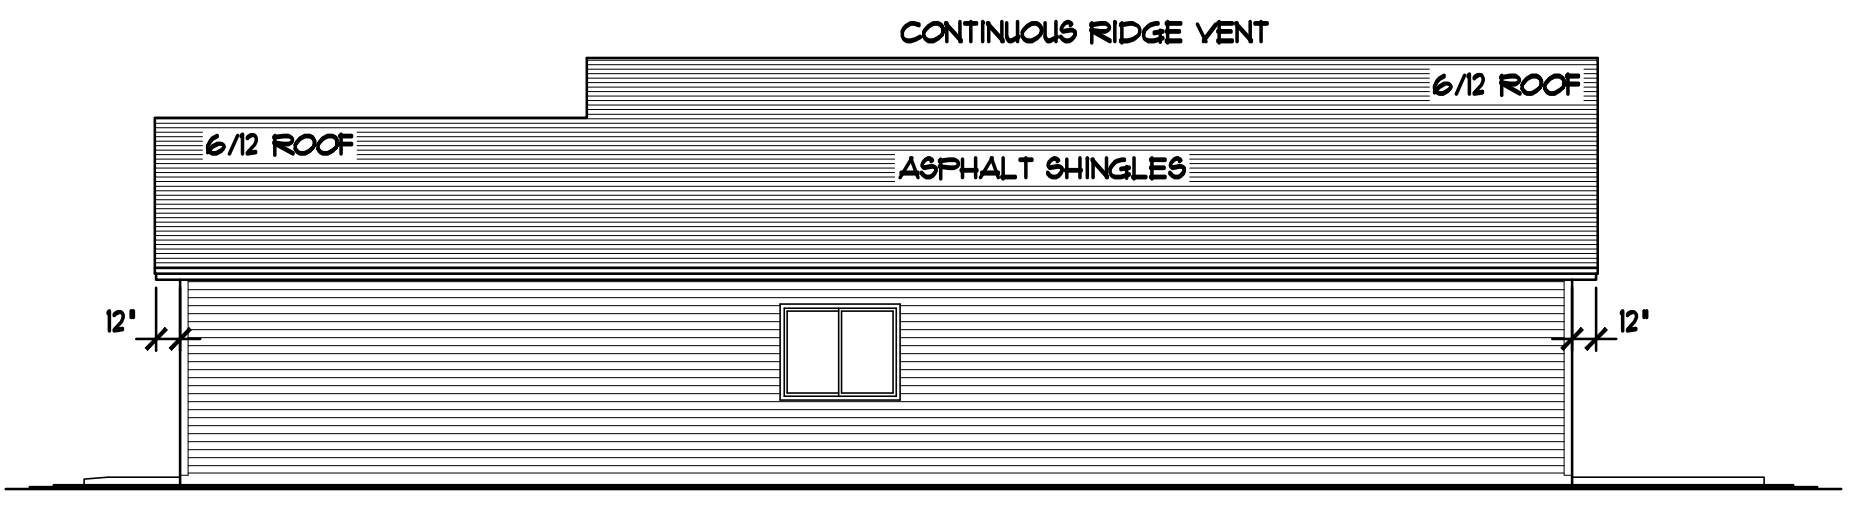 CONTINUOUS RIDGE VENT
6/12 ROOF
6/12 ROOF
ASPHALT SHINGLES
12"
12"